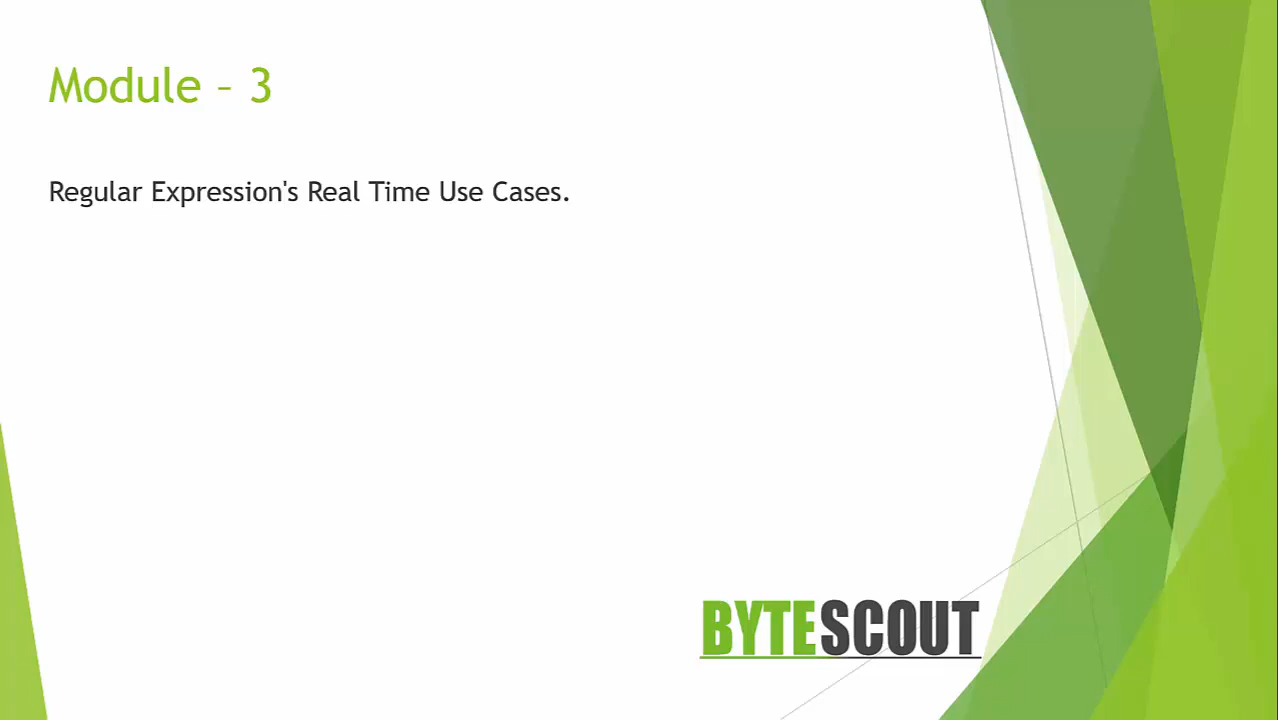 Module – 3
Regular Expression's Real Time Use Cases.
BYTESCOUT